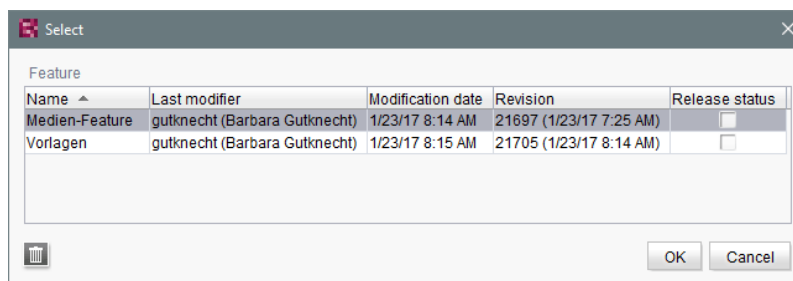 Select
Feature
Name Last modifier Modification date Revision Release status
Medien-Feature gutknecht (Barbara Gutknecht) 1/23/17 8:14 AM 21697 (1/23/17 7:25 AM)
Vorlagen gutknecht (Barbara Gutknecht) 1/23/17 8:15 AM 21705 (1/23/17 8:14 AM)
OK Cancel